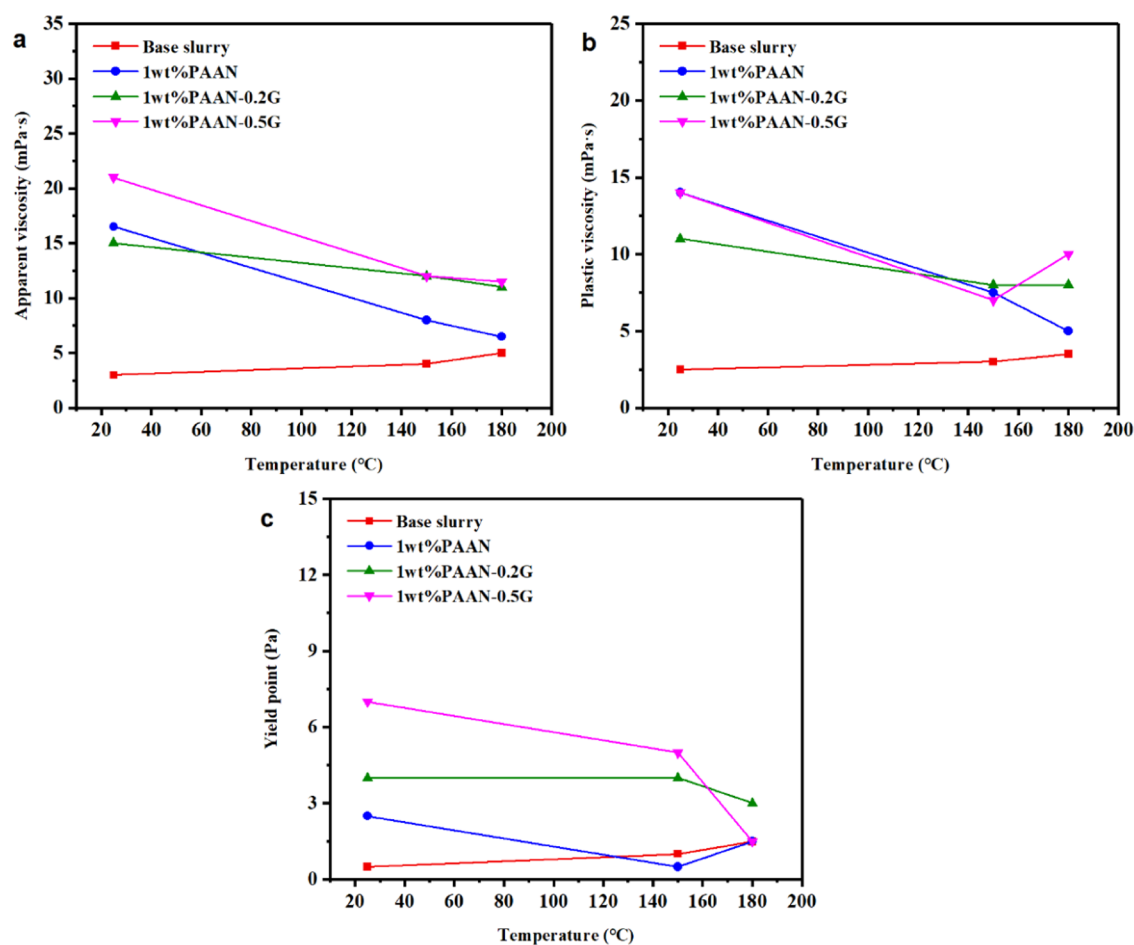 a
Base slurry
1wt%PAAN
1wt%PAAN-0.2G
1wt%PAAN-0.5G
35
30
25
20
15
10
5
0
Apparent viscosity (mPa·s)
20 40 60 80 100 120 140 160 180 200
Temperature (℃)
b
Base slurry
1wt%PAAN
1wt%PAAN-0.2G
1wt%PAAN-0.5G
25
20
15
10
5
0
Plastic viscosity (mPa·s)
20 40 60 80 100 120 140 160 180 200
Temperature (℃)
c
Base slurry
1wt%PAAN
1wt%PAAN-0.2G
1wt%PAAN-0.5G
15
12
9
6
3
0
Yield point (Pa)
20 40 60 80 100 120 140 160 180 200
Temperature (℃)